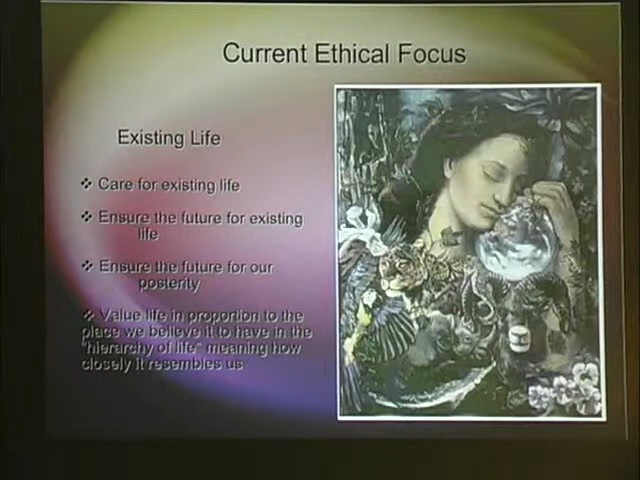 Current Ethical Focus
Existing Life
❖ Care for existing life
❖ Ensure the future for existing
life
❖ Ensure the future for our
posterity
❖ Value life in proportion to the
place we believe it to have in the
"hierarchy of life" meaning how
closely it resembles us